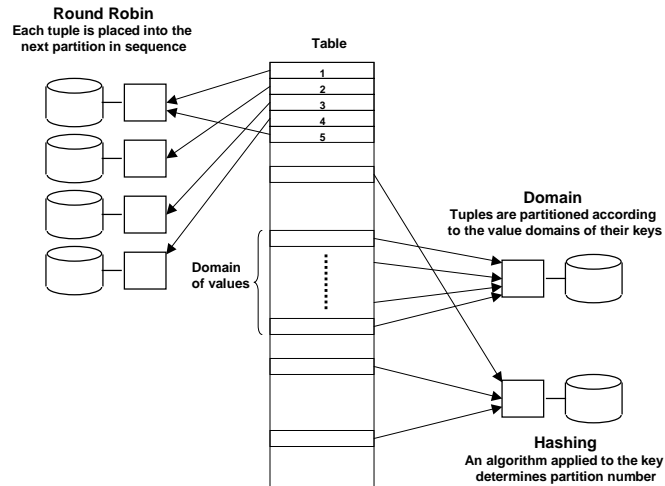 Round Robin
Each tuple is placed into the
next partition in sequence
Table
1
2
3
4
5
Domain
of values
Domain
Tuples are partitioned according
to the value domains of their keys
Hashing
An algorithm applied to the key
determines partition number